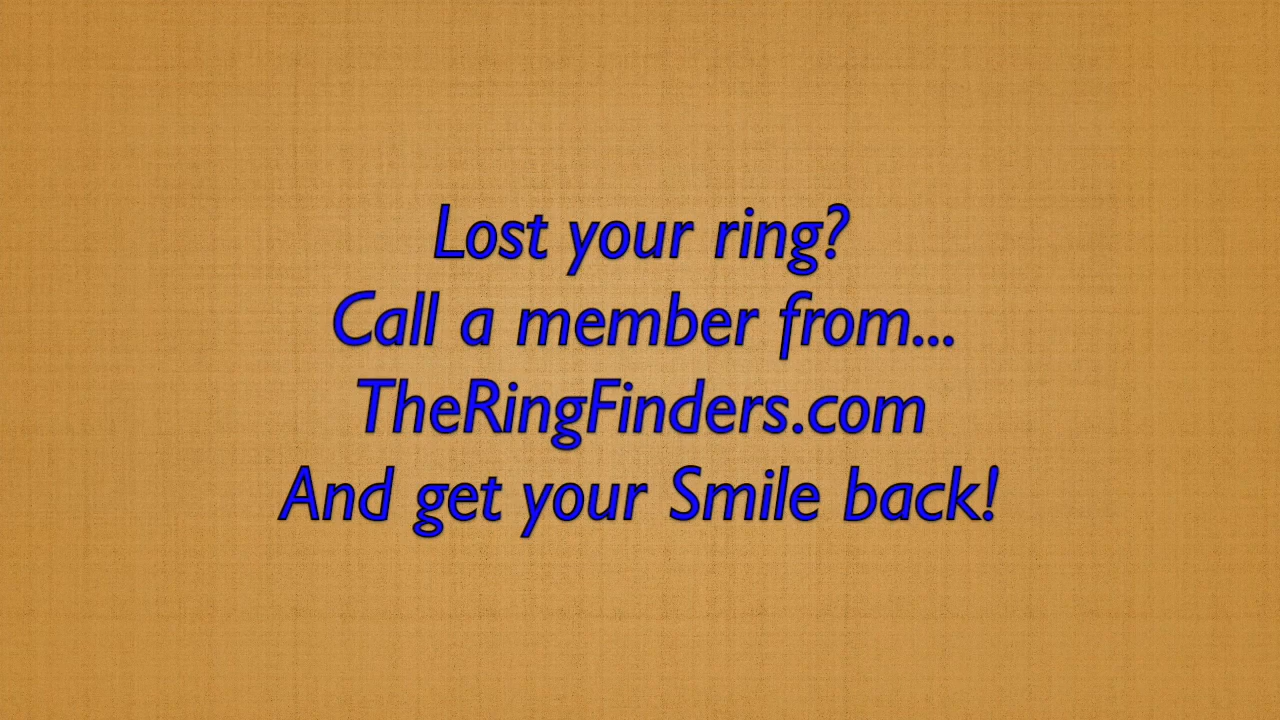 Lost your ring?
Call a member from...
TheRingFinders.com
And get your Smile back!